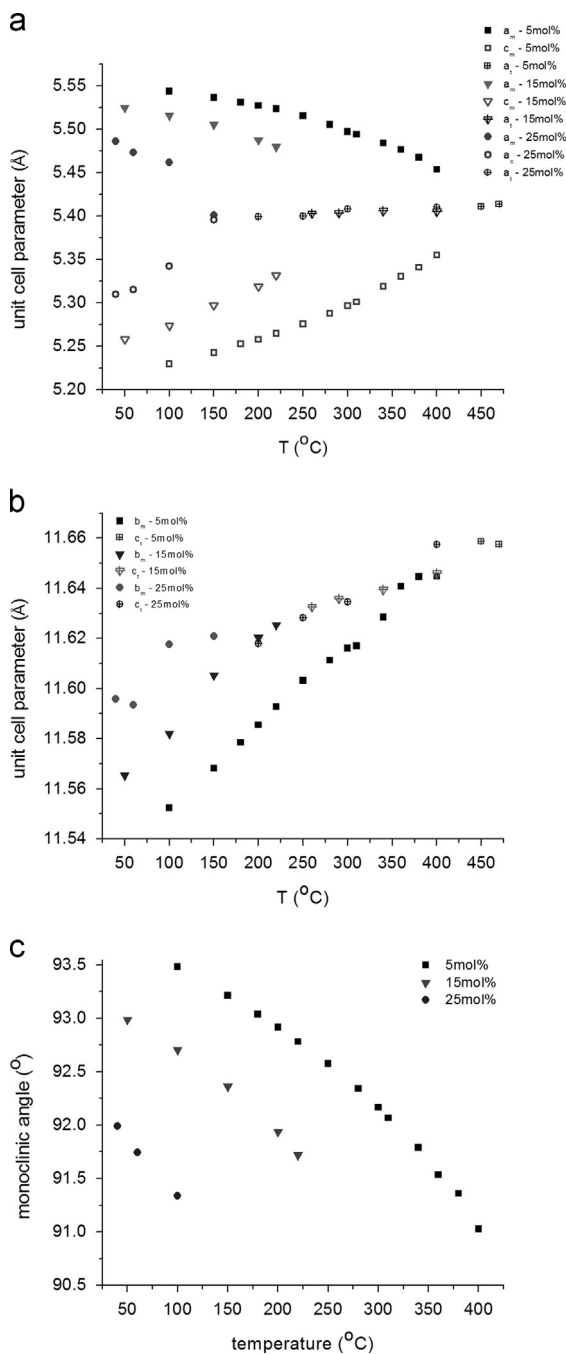 a
a_m - 5mol%
c_m - 5mol%
a_t - 5mol%
a_m - 15mol%
c_m - 15mol%
a_t - 15mol%
a_m - 25mol%
a_c - 25mol%
a_t - 25mol%
5.55
5.50
5.45
5.40
5.35
5.30
5.25
5.20
unit cell parameter (Å)
50 100 150 200 250 300 350 400 450
T (°C)
b
b_m - 5mol%
c_t - 5mol%
b_m - 15mol%
c_t - 15mol%
b_m - 25mol%
c_t - 25mol%
11.66
11.64
11.62
11.60
11.58
11.56
11.54
unit cell parameter (Å)
50 100 150 200 250 300 350 400 450
T (°C)
c
5mol%
15mol%
25mol%
93.5
93.0
92.5
92.0
91.5
91.0
90.5
monoclinic angle (°)
50 100 150 200 250 300 350 400
temperature (°C)